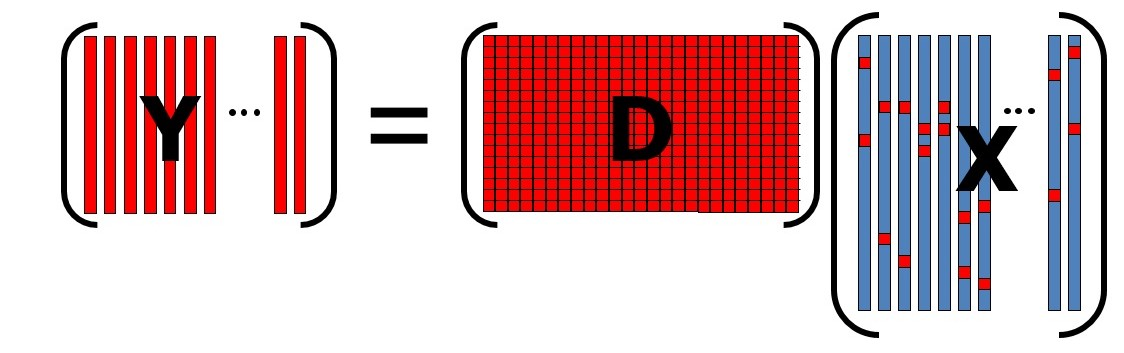 Y ... = D X ...